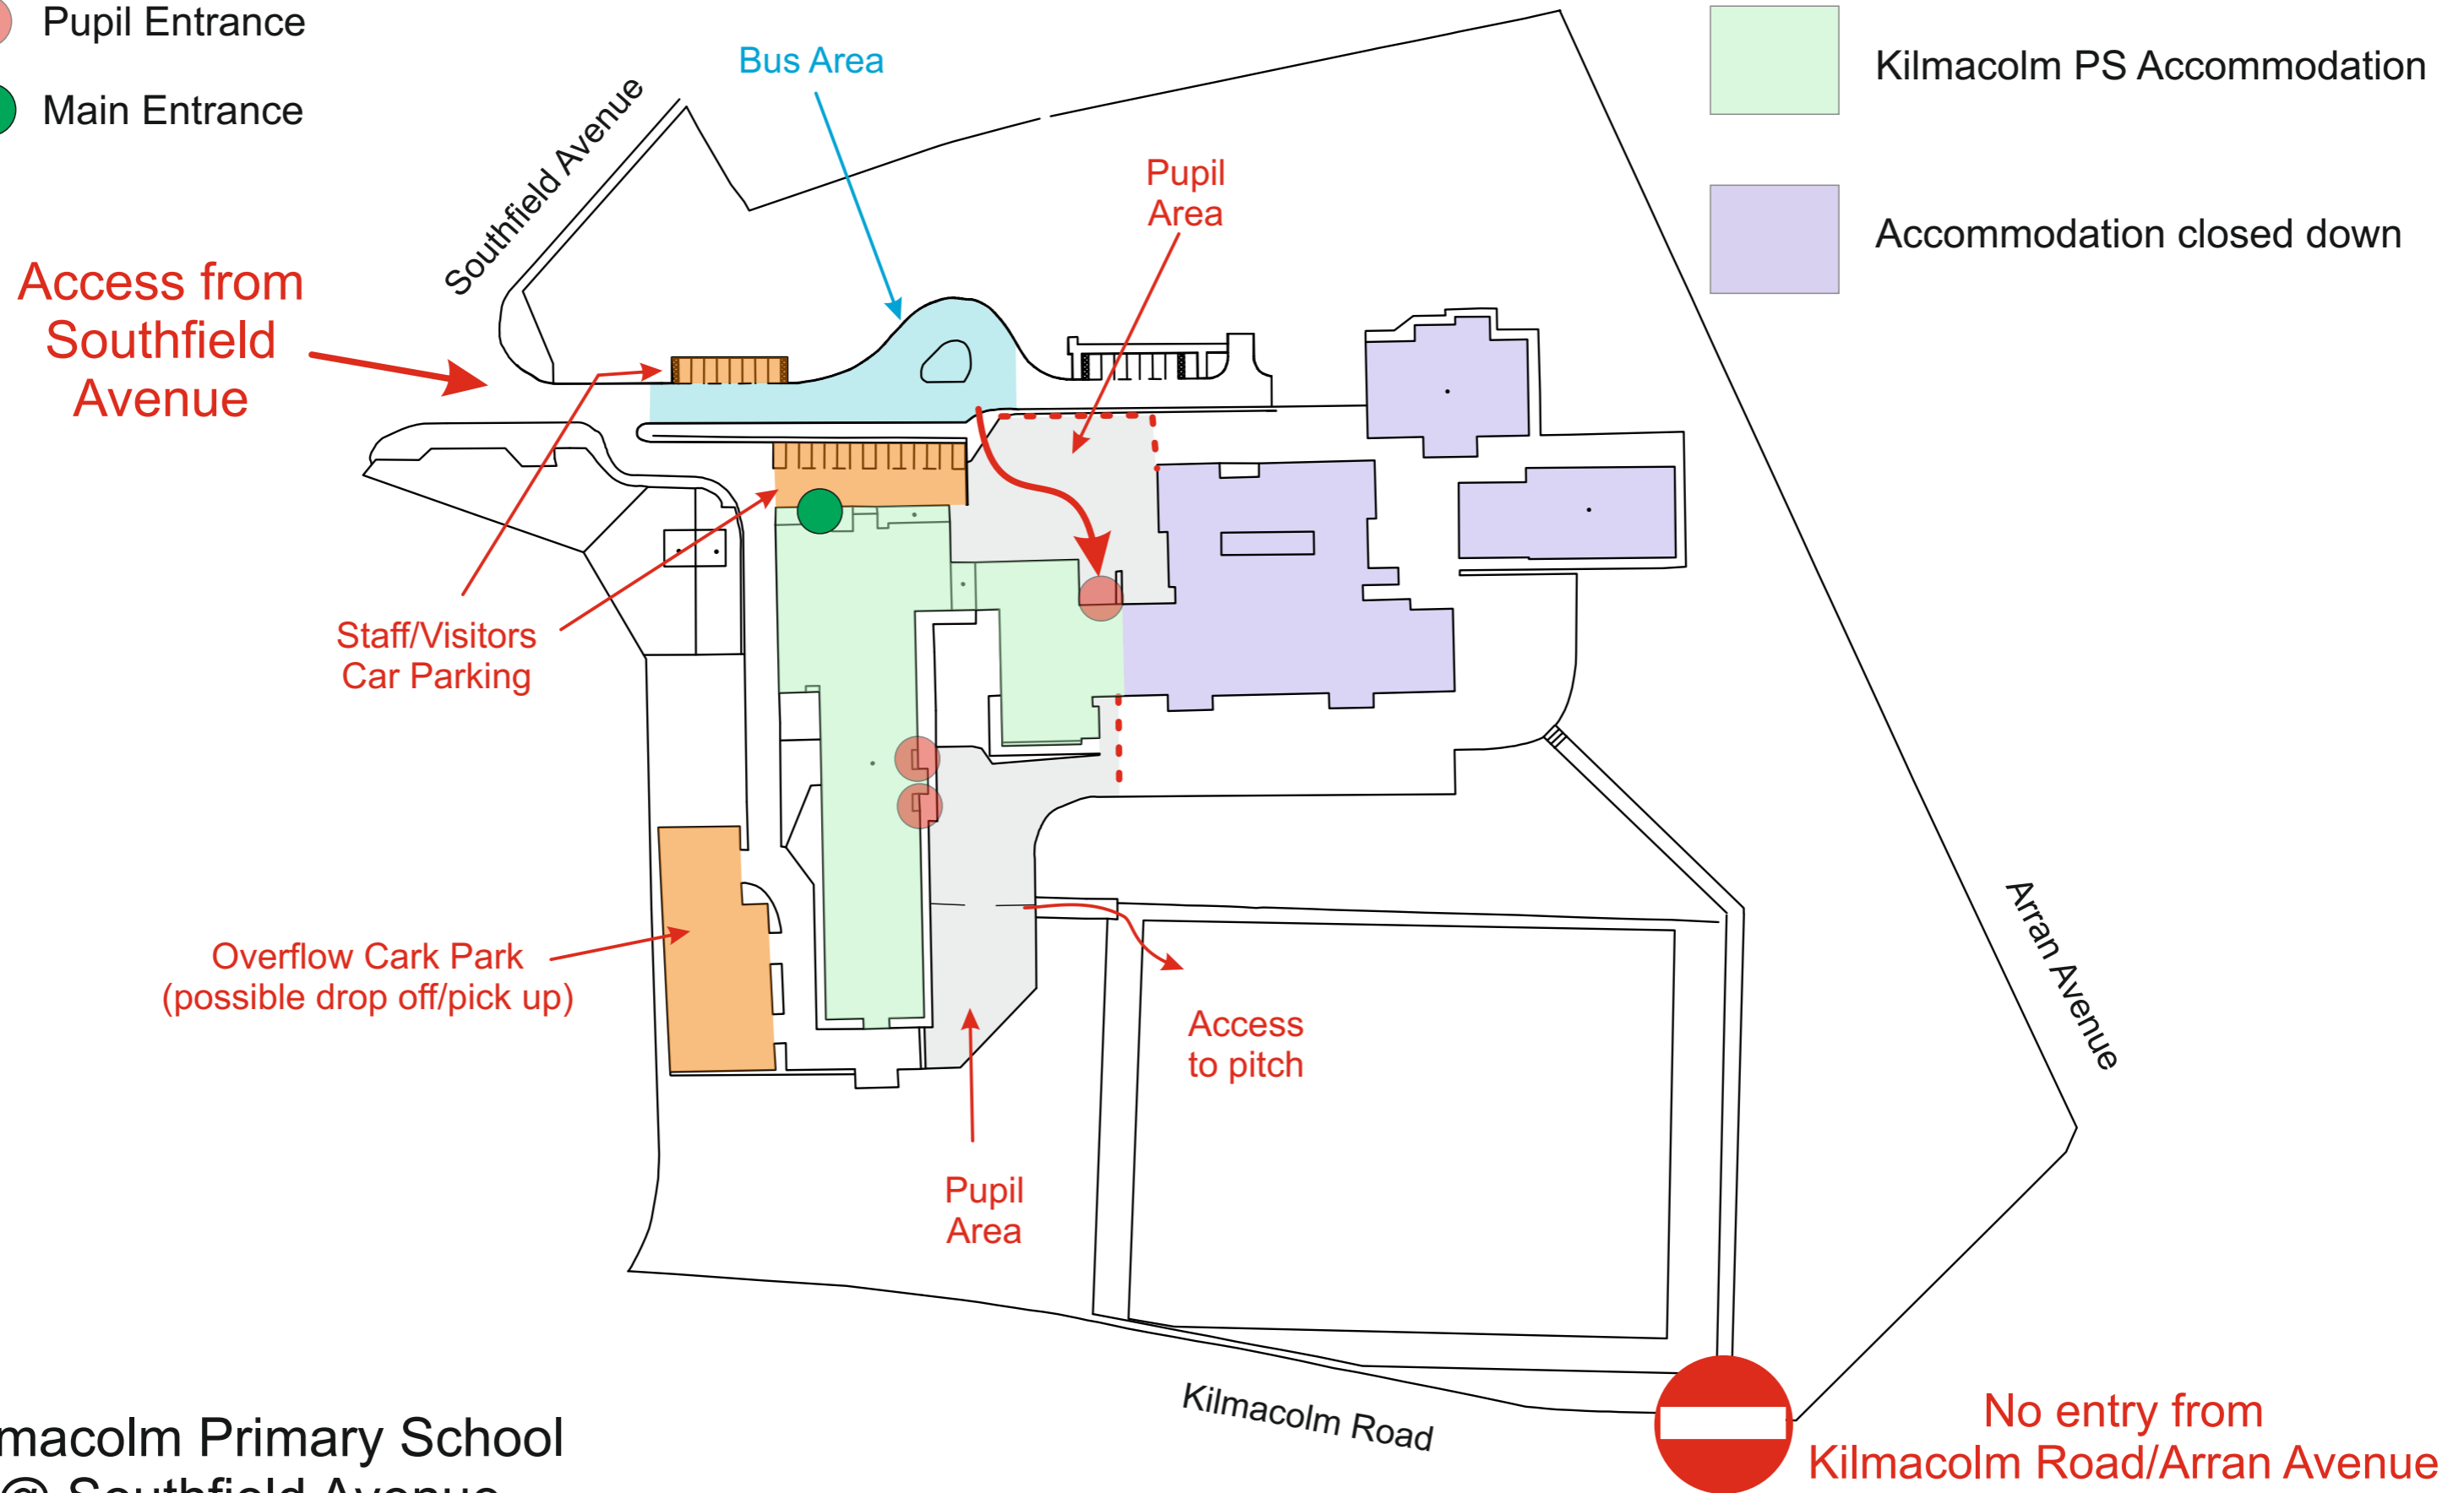 Pupil Entrance
Main Entrance
Bus Area
Southfield Avenue
Pupil
Area
Kilmacolm PS Accommodation
Accommodation closed down
Access from
Southfield
Avenue
Staff/Visitors
Car Parking
Overflow Cark Park
(possible drop off/pick up)
Access
to pitch
Pupil
Area
Arran Avenue
Kilmacolm Road
No entry from
Kilmacolm Road/Arran Avenue
macolm Primary School
@ Southfield Avenue